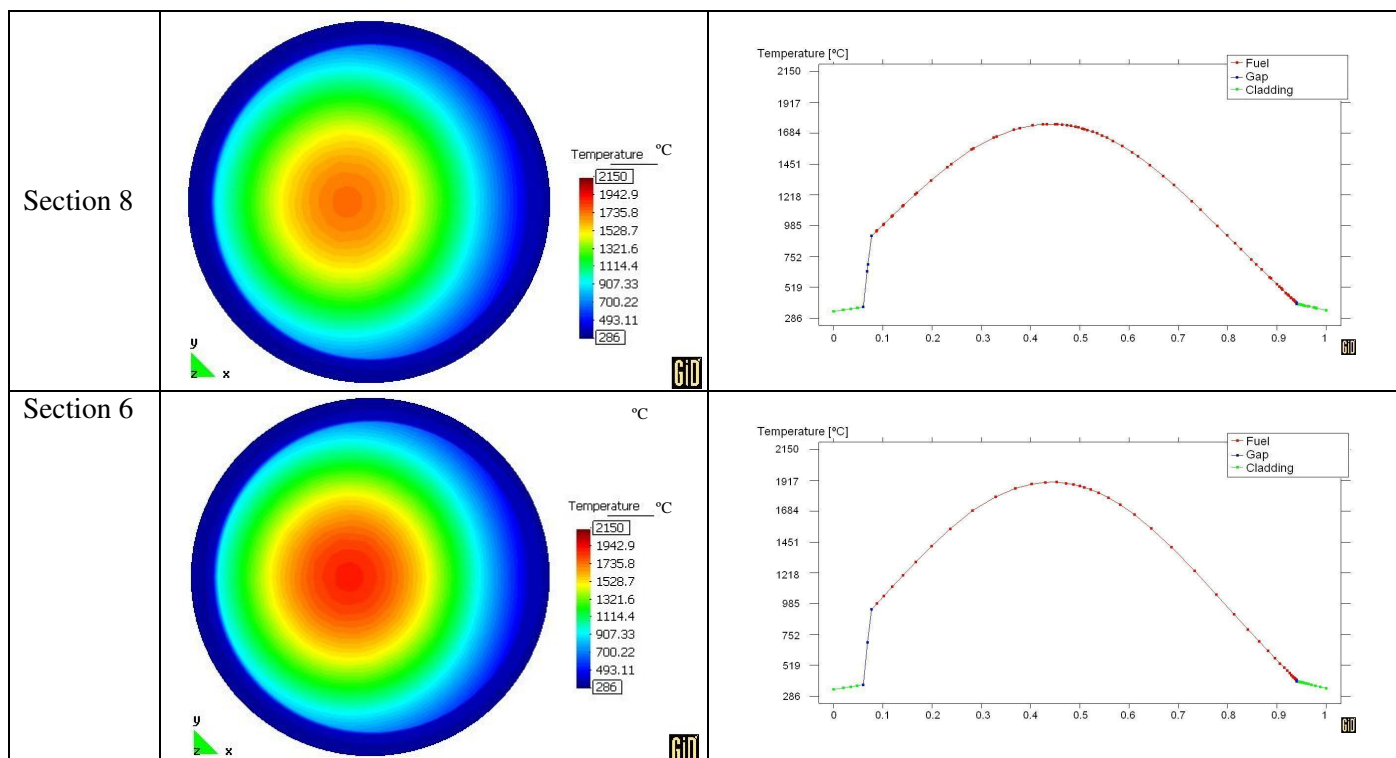 Section 8
Temperature ºC
2150
1942.9
1735.8
1528.7
1321.6
1114.4
907.33
700.22
493.11
286
y
z x
GiD
Temperature [ºC]
Fuel
Gap
Cladding
2150
1917
1684
1451
1218
985
752
519
286
0 0.1 0.2 0.3 0.4 0.5 0.6 0.7 0.8 0.9 1
GiD
Section 6
ºC
Temperature ºC
2150
1942.9
1735.8
1528.7
1321.6
1114.4
907.33
700.22
493.11
286
y
z x
GiD
Temperature [ºC]
Fuel
Gap
Cladding
2150
1917
1684
1451
1218
985
752
519
286
0 0.1 0.2 0.3 0.4 0.5 0.6 0.7 0.8 0.9 1
GiD